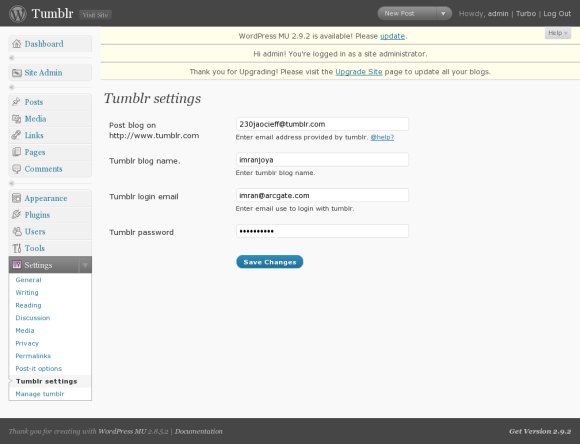 Tumblr Visit Site
New Post
Howdy, admin | Turbo | Log Out
Help
WordPress MU 2.9.2 is available! Please update.
Hi admin! You're logged in as a site administrator.
Thank you for Upgrading! Please visit the Upgrade Site page to update all your blogs.
Dashboard
Site Admin
Posts
Media
Links
Pages
Comments
Appearance
Plugins
Users
Tools
Settings
General
Writing
Reading
Discussion
Media
Privacy
Permalinks
Post-it options
Tumblr settings
Manage tumblr
Tumblr settings
Post blog on
http://www.tumblr.com
230jaocieff@tumblr.com
Enter email address provided by tumblr. @help?
Tumblr blog name.
imranjoya
Enter tumblr blog name.
Tumblr login email
imran@arcgate.com
Enter email use to login with tumblr.
Tumblr password
••••••••••
Save Changes
Thank you for creating with WordPress MU 2.8.5.2 | Documentation
Get Version 2.9.2